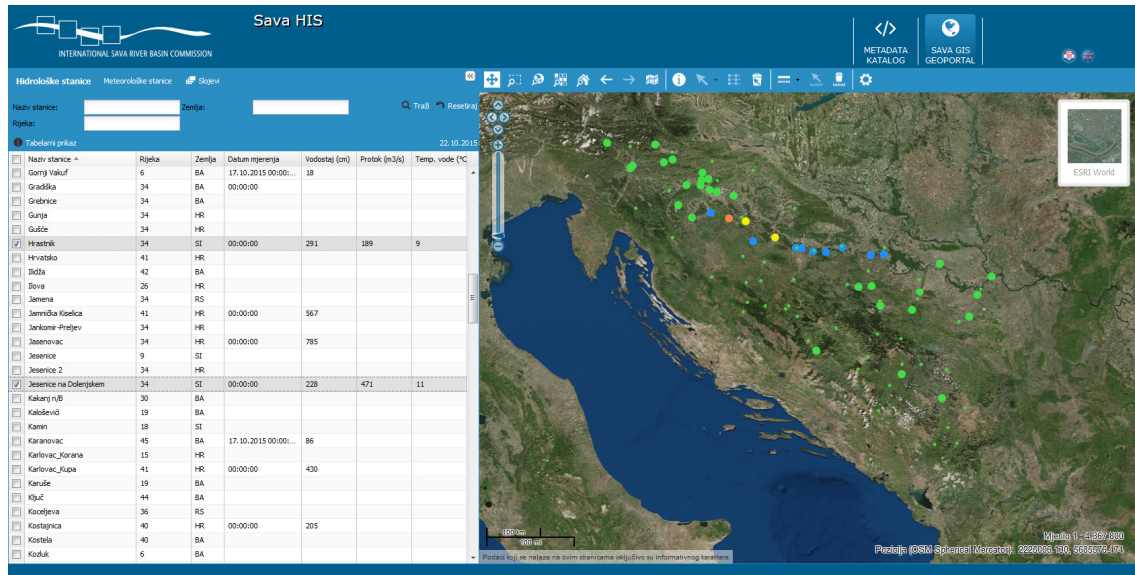 Sava HIS
INTERNATIONAL SAVA RIVER BASIN COMMISSION
</>
METADATA KATALOG
SAVA GIS GEOPORTAL
Hidrološke stanice Meteorološke stanice Slojevi
Naziv stanice: Zemlja: Traži Resetiraj
Rijeka:
Tabelarni prikaz 22.10.2015
Naziv stanice Rijeka Zemlja Datum mjerenja Vodostaj (cm) Protok (m3/s) Temp. vode (°C
Gornji Vakuf 6 BA 17.10.2015 00:00:... 18
Gradiška 34 BA 00:00:00
Grebnice 34 BA
Gunja 34 HR
Gušće 34 HR
Hrastnik 34 SI 00:00:00 291 189 9
Hrvatsko 41 HR
Ilidža 42 BA
Ilova 26 HR
Jamena 34 RS
Jamnička Kiselica 41 HR 00:00:00 567
Jankomir-Preljev 34 HR
Jasenovac 34 HR 00:00:00 785
Jesenice 9 SI
Jesenice 2 34 HR
Jesenice na Dolenjskem 34 SI 00:00:00 228 471 11
Kakanj n/B 30 BA
Kaloševići 19 BA
Kamin 18 SI
Karanovac 45 BA 17.10.2015 00:00:... 86
Karlovac_Korana 15 HR
Karlovac_Kupa 41 HR 00:00:00 430
Karuše 19 BA
Ključ 44 BA
Koceljeva 36 RS
Kostajnica 40 HR 00:00:00 205
Kostela 40 BA
Kozluk 6 BA
ESRI World
100 km
100 mi
Podaci koji se nalaze na ovim stranicama isključivo su informativnog karaktera.
Mjerilo 1 : 4,367,830
Pozicija (OSM Spherical Mercator):